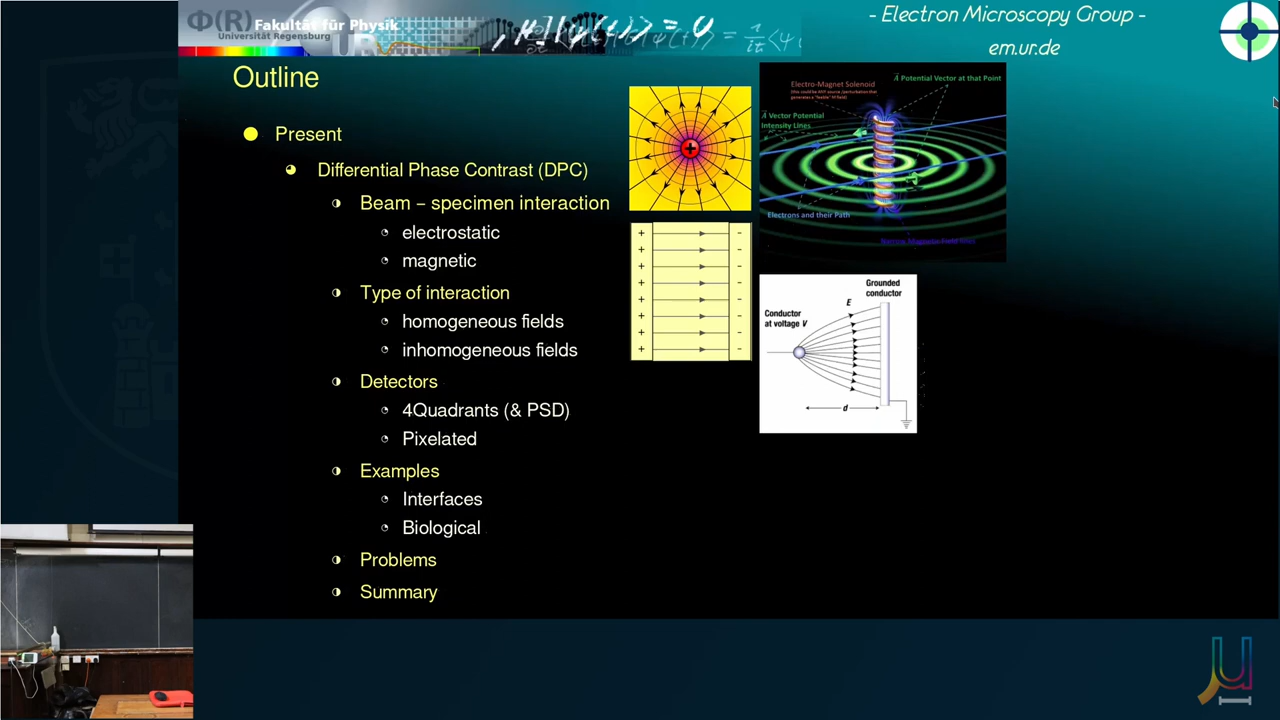 Φ(R) Fakultät für Physik
Universität Regensburg
UR
- Electron Microscopy Group -
em.ur.de
Outline
Present
Differential Phase Contrast (DPC)
Beam – specimen interaction
electrostatic
magnetic
Type of interaction
homogeneous fields
inhomogeneous fields
Detectors
4Quadrants (& PSD)
Pixelated
Examples
Interfaces
Biological
Problems
Summary
Electro-Magnet Solenoid
A Potential Vector at that Point
A Vector Potential
Intensity Lines
Electrons and their Path
Grounded
conductor
E
Conductor
at voltage V
d